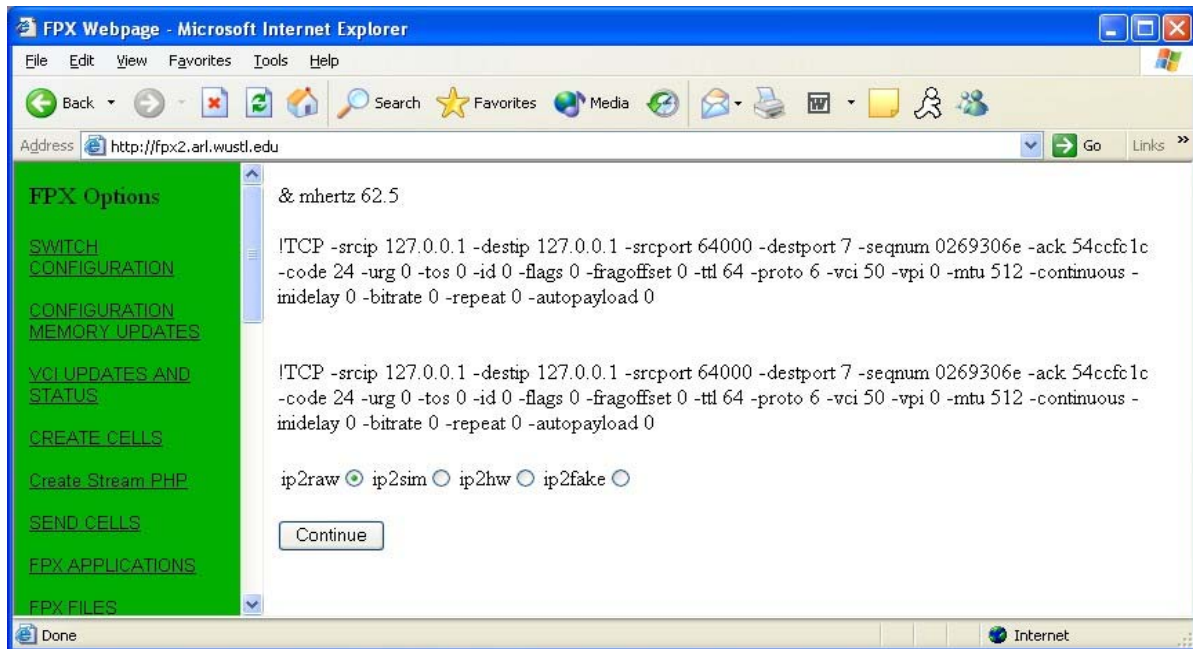 FPX Webpage - Microsoft Internet Explorer
File Edit View Favorites Tools Help
Back Search Favorites Media
Address http://fpx2.arl.wustl.edu Go Links »
FPX Options
SWITCH
CONFIGURATION
CONFIGURATION
MEMORY UPDATES
VCI UPDATES AND
STATUS
CREATE CELLS
Create Stream PHP
SEND CELLS
FPX APPLICATIONS
FPX FILES
& mhertz 62.5
!TCP -srcip 127.0.0.1 -destip 127.0.0.1 -srcport 64000 -destport 7 -seqnum 0269306e -ack 54ccfc1c
-code 24 -urg 0 -tos 0 -id 0 -flags 0 -fragoffset 0 -ttl 64 -proto 6 -vci 50 -vpi 0 -mtu 512 -continuous -
inidelay 0 -bitrate 0 -repeat 0 -autopayload 0
!TCP -srcip 127.0.0.1 -destip 127.0.0.1 -srcport 64000 -destport 7 -seqnum 0269306e -ack 54ccfc1c
-code 24 -urg 0 -tos 0 -id 0 -flags 0 -fragoffset 0 -ttl 64 -proto 6 -vci 50 -vpi 0 -mtu 512 -continuous -
inidelay 0 -bitrate 0 -repeat 0 -autopayload 0
ip2raw ip2sim ip2hw ip2fake
Continue
Done Internet